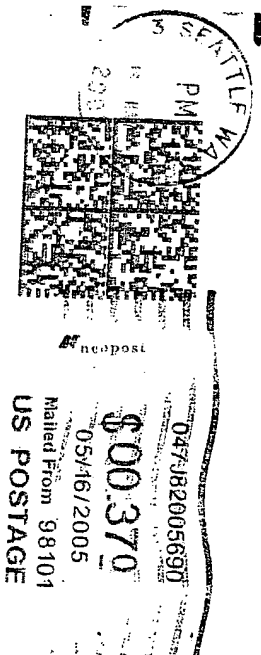 SEATTLE WA
PM
neopost
047J82005690
$00.370
05/16/2005
Mailed From 98101
US POSTAGE